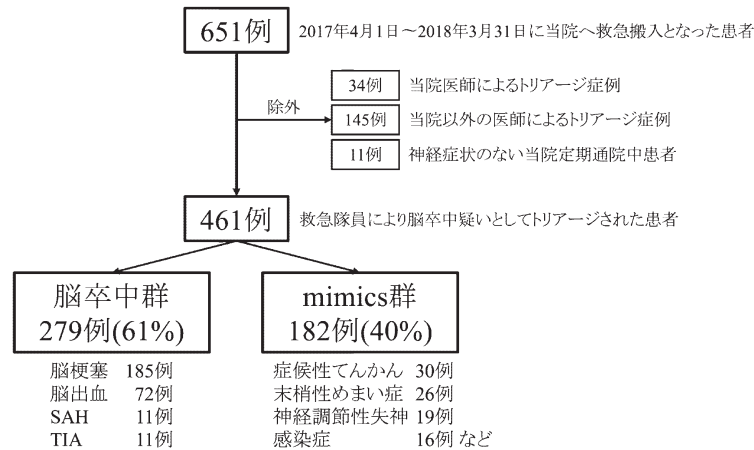 651例 2017年4月1日～2018年3月31日に当院へ救急搬入となった患者
34例 当院医師によるトリアージ症例
除外
145例 当院以外の医師によるトリアージ症例
11例 神経症状のない当院定期通院中患者
461例 救急隊員により脳卒中疑いとしてトリアージされた患者
脳卒中群
279例(61%)
脳梗塞 185例
脳出血 72例
SAH 11例
TIA 11例
mimics群
182例(40%)
症候性てんかん 30例
末梢性めまい症 26例
神経調節性失神 19例
感染症 16例 など